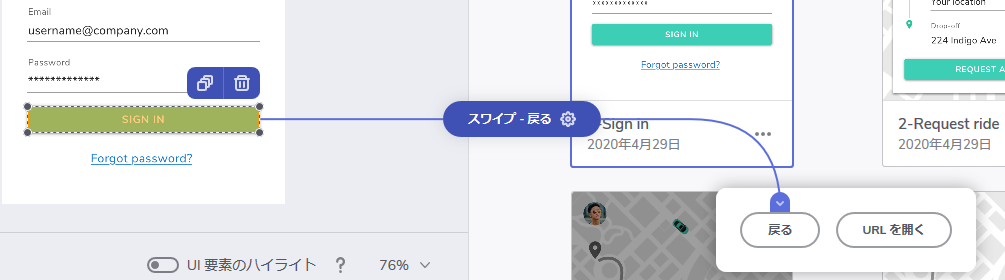 Email
username@company.com
Password
*************
SIGN IN
Forgot password?
UI 要素のハイライト
?
76%
スワイプ - 戻る
SIGN IN
Forgot password?
Sign in
2020年4月29日
Your location
Drop-off
224 Indigo Ave
REQUEST A
2-Request ride
2020年4月29日
戻る
URL を開く